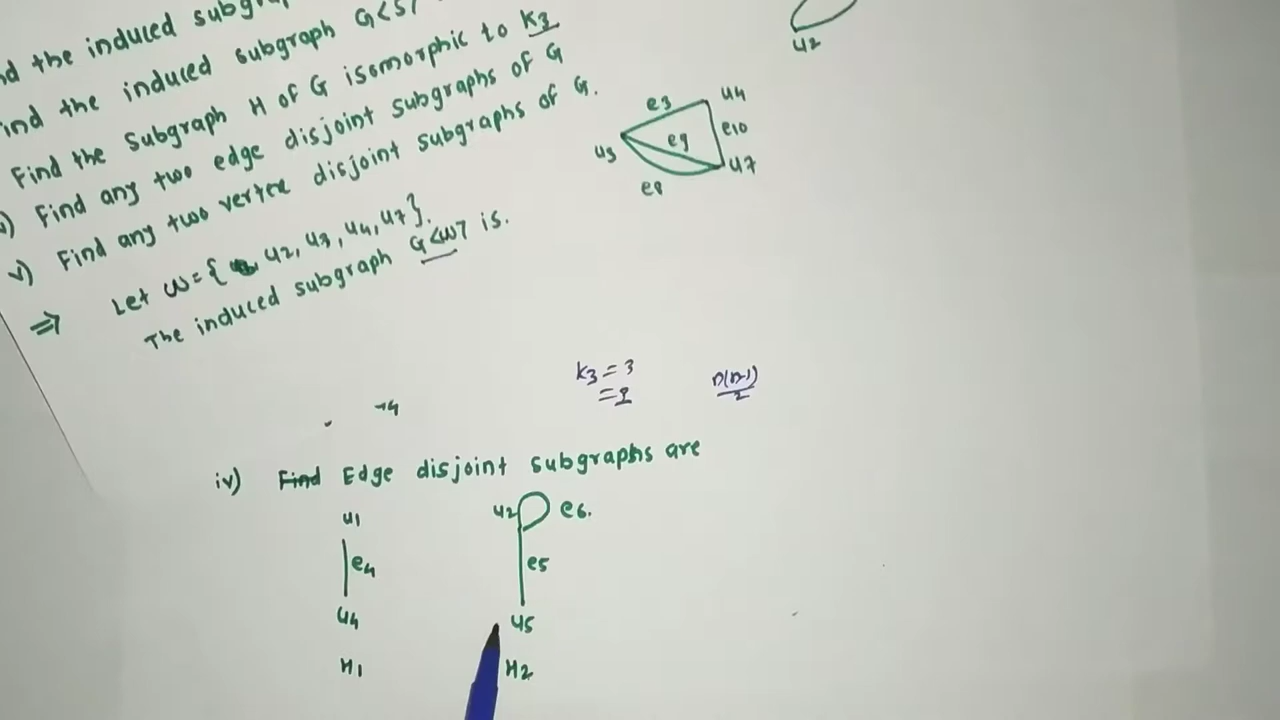 nd the induced subgra
ind the induced subgraph G<S
Find the subgraph H of G isomorphic to K3
) Find any two edge disjoint subgraphs of G
v) Find any two vertex disjoint subgraphs of G.
⇒ Let w={ u2, u3, u4, u7}.
The induced subgraph G<w> is.
u2
e3 u4
u3 e9 e10
e8 u7
K3 = 3
n(n-1)
2
iv) Find Edge disjoint subgraphs are
u1 u2 e6.
e4 e5
u4 u5
H1 H2